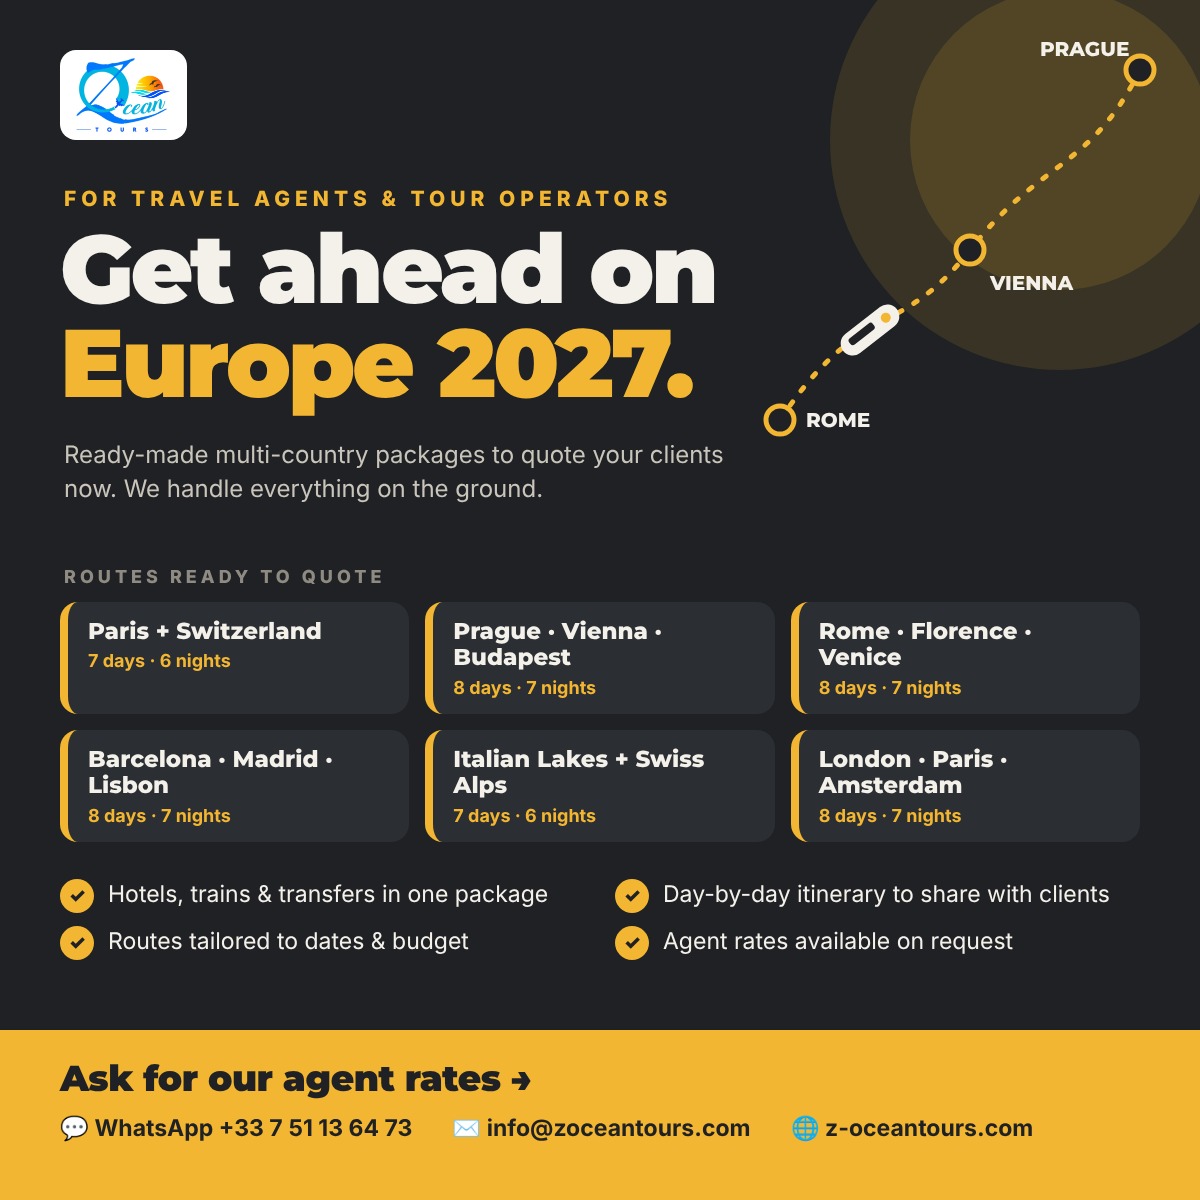 Zocean
TOURS
PRAGUE
VIENNA
ROME
FOR TRAVEL AGENTS & TOUR OPERATORS
Get ahead on
Europe 2027.
Ready-made multi-country packages to quote your clients
now. We handle everything on the ground.
ROUTES READY TO QUOTE
Paris + Switzerland
7 days · 6 nights
Prague · Vienna ·
Budapest
8 days · 7 nights
Rome · Florence ·
Venice
8 days · 7 nights
Barcelona · Madrid ·
Lisbon
8 days · 7 nights
Italian Lakes + Swiss
Alps
7 days · 6 nights
London · Paris ·
Amsterdam
8 days · 7 nights
Hotels, trains & transfers in one package
Day-by-day itinerary to share with clients
Routes tailored to dates & budget
Agent rates available on request
Ask for our agent rates →
💬 WhatsApp +33 7 51 13 64 73 ✉️ info@zoceantours.com 🌐 z-oceantours.com